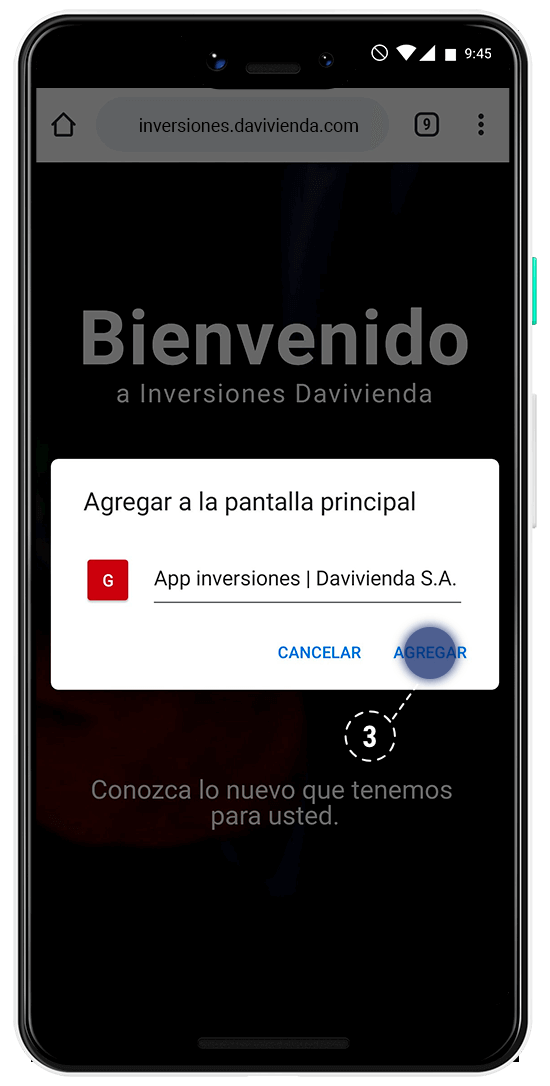 9:45
inversiones.davivienda.com
9
Bienvenido
a Inversiones Davivienda
Agregar a la pantalla principal
G
App inversiones | Davivienda S.A.
CANCELAR
AGREGAR
3
Conozca lo nuevo que tenemos
para usted.